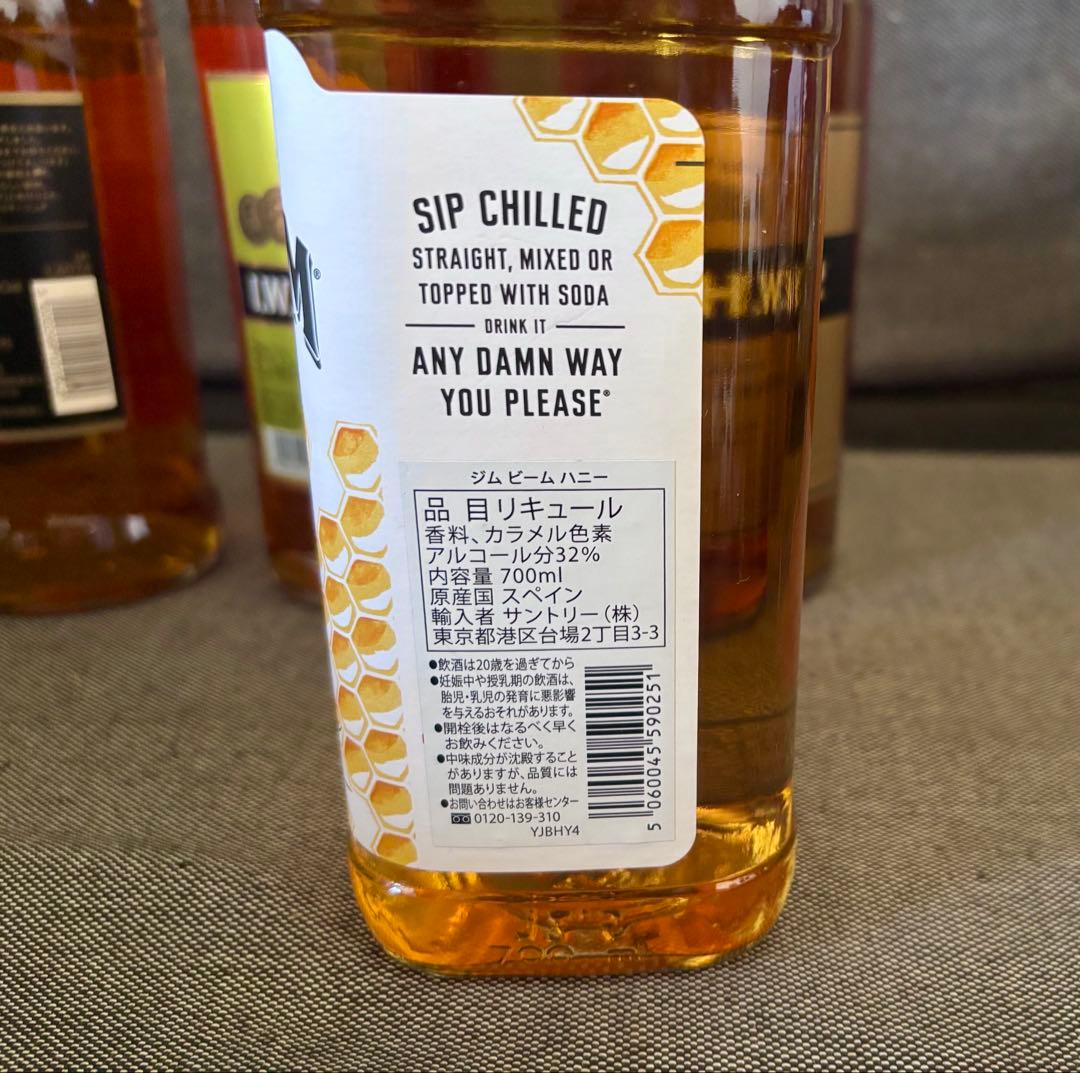 SIP CHILLED
STRAIGHT, MIXED OR
TOPPED WITH SODA
DRINK IT
ANY DAMN WAY
YOU PLEASE®
ジム ビーム ハニー
品 目 リキュール
香料、カラメル色素
アルコール分32%
内容量 700ml
原産国 スペイン
輸入者 サントリー(株)
東京都港区台場2丁目3-3
●飲酒は20歳を過ぎてから
●妊娠中や授乳期の飲酒は、
胎児・乳児の発育に悪影響
を与えるおそれがあります。
●開栓後はなるべく早く
お飲みください。
●中味成分が沈殿すること
がありますが、品質には
問題ありません。
●お問い合わせはお客様センター
0120-139-310
YJBHY4
5 060045 590251
M®
I.W
700 ml